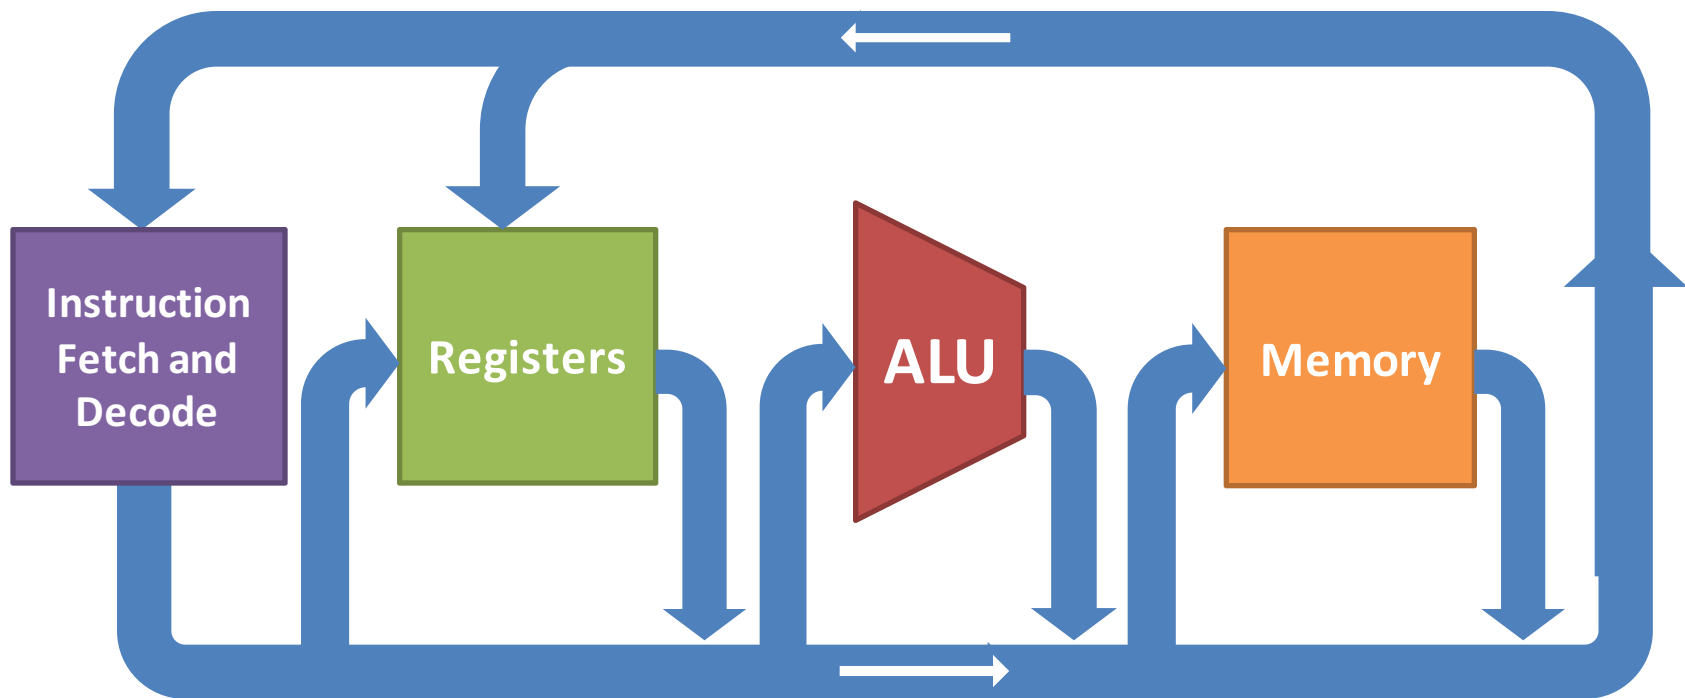 Instruction
Fetch and
Decode
Registers
ALU
Memory